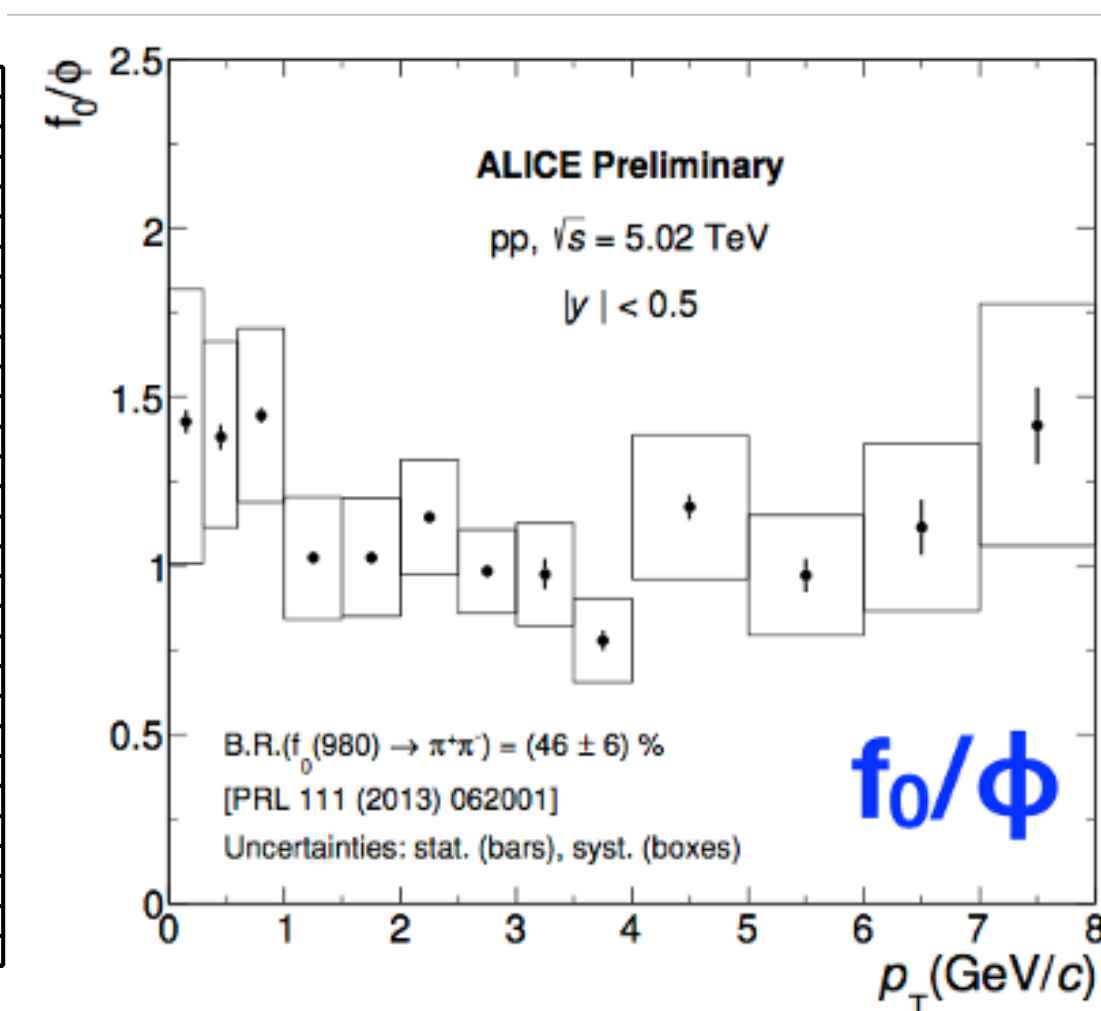 f0/ϕ
2.5
2
1.5
1
0.5
0
ALICE Preliminary
pp, √s = 5.02 TeV
|y | < 0.5
B.R.(f0(980) → π+π-) = (46 ± 6) %
[PRL 111 (2013) 062001]
Uncertainties: stat. (bars), syst. (boxes)
f0/ϕ
0 1 2 3 4 5 6 7 8
pT(GeV/c)